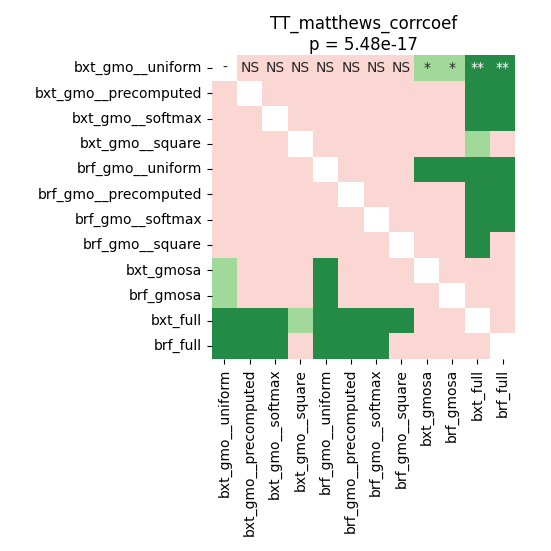 TT_matthews_corrcoef
p = 5.48e-17
bxt_gmo__uniform - NS NS NS NS NS NS NS * * ** **
bxt_gmo__precomputed
bxt_gmo__softmax
bxt_gmo__square
brf_gmo__uniform
brf_gmo__precomputed
brf_gmo__softmax
brf_gmo__square
bxt_gmosa
brf_gmosa
bxt_full
brf_full
bxt_gmo__uniform
bxt_gmo__precomputed
bxt_gmo__softmax
bxt_gmo__square
brf_gmo__uniform
brf_gmo__precomputed
brf_gmo__softmax
brf_gmo__square
bxt_gmosa
brf_gmosa
bxt_full
brf_full